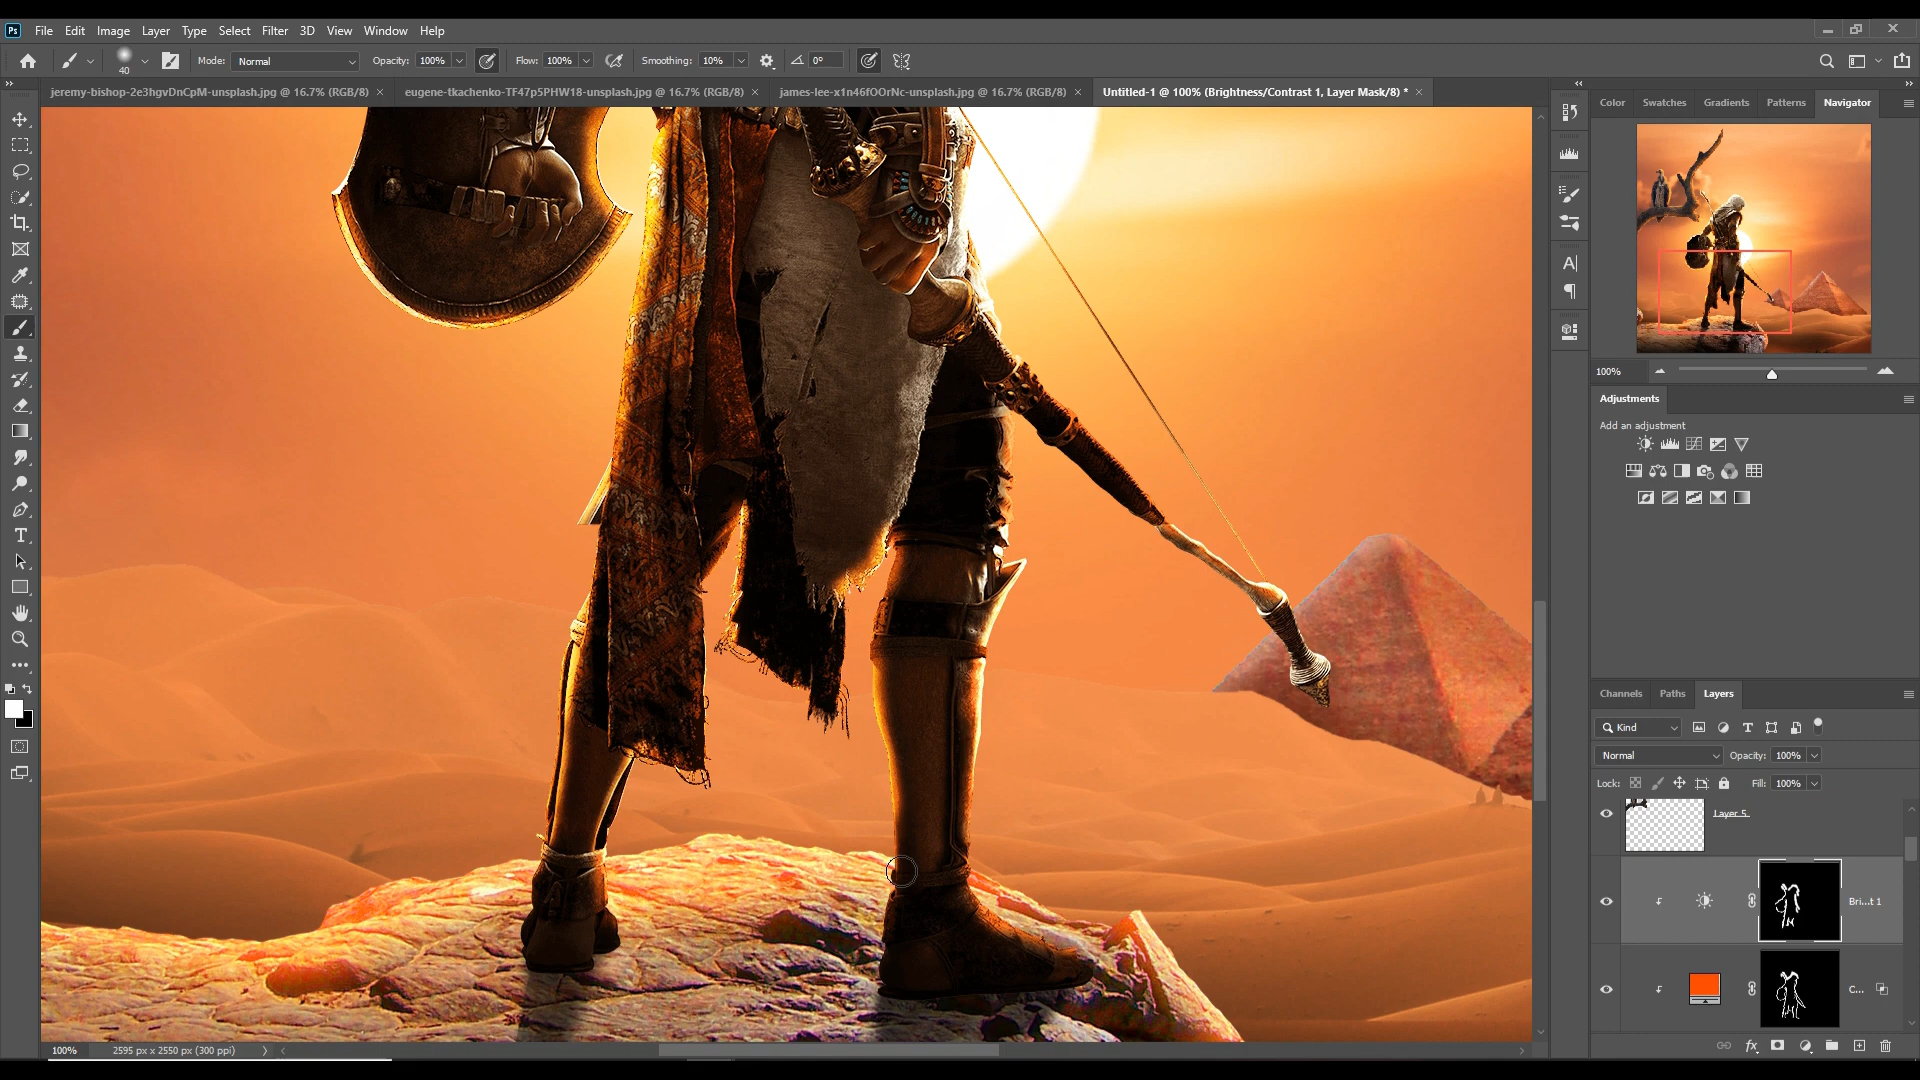 Ps File Edit Image Layer Type Select Filter 3D View Window Help
40 Mode: Normal Opacity: 100% Flow: 100% Smoothing: 10% 0°
jeremy-bishop-2e3hgvDnCpM-unsplash.jpg @ 16.7% (RGB/8) × eugene-tkachenko-TF47p5PHW18-unsplash.jpg @ 16.7% (RGB/8) × james-lee-x1n46fOOrNc-unsplash.jpg @ 16.7% (RGB/8) × Untitled-1 @ 100% (Brightness/Contrast 1, Layer Mask/8) * ×
Color Swatches Gradients Patterns Navigator
100%
Adjustments
Add an adjustment
Channels Paths Layers
Kind
Normal Opacity: 100%
Lock: Fill: 100%
Layer 5
Bri...t 1
C...
100% 2595 px x 2550 px (300 ppi)